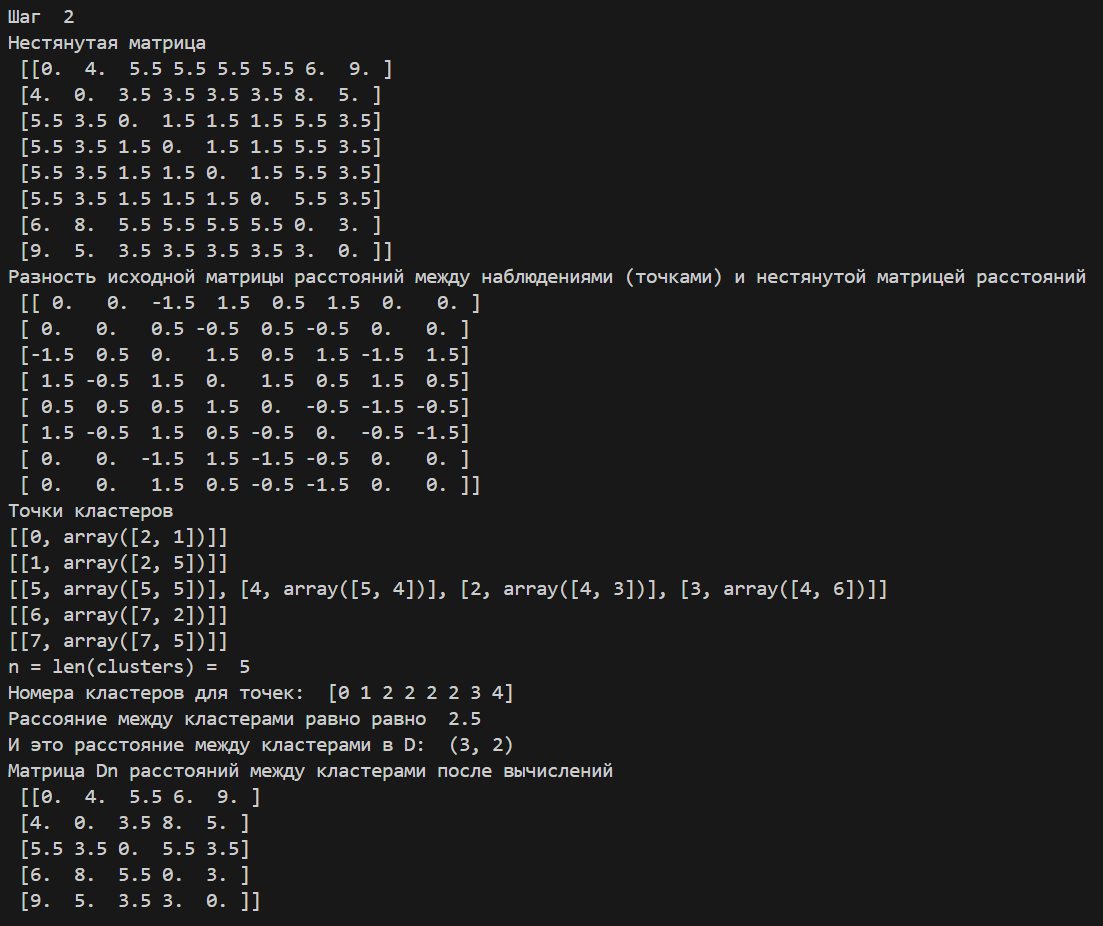 Шаг  2
Нестянутая матрица
 [[0.  4.  5.5 5.5 5.5 5.5 6.  9. ]
 [4.  0.  3.5 3.5 3.5 3.5 8.  5. ]
 [5.5 3.5 0.  1.5 1.5 1.5 5.5 3.5]
 [5.5 3.5 1.5 0.  1.5 1.5 5.5 3.5]
 [5.5 3.5 1.5 1.5 0.  1.5 5.5 3.5]
 [5.5 3.5 1.5 1.5 1.5 0.  5.5 3.5]
 [6.  8.  5.5 5.5 5.5 5.5 0.  3. ]
 [9.  5.  3.5 3.5 3.5 3.5 3.  0. ]]
Разность исходной матрицы расстояний между наблюдениями (точками) и нестянутой матрицей расстояний
 [[ 0.   0.  -1.5  1.5  0.5  1.5  0.   0. ]
 [ 0.   0.   0.5 -0.5  0.5 -0.5  0.   0. ]
 [-1.5  0.5  0.   1.5  0.5  1.5 -1.5  1.5]
 [ 1.5 -0.5  1.5  0.   1.5  0.5  1.5  0.5]
 [ 0.5  0.5  0.5  1.5  0.  -0.5 -1.5 -0.5]
 [ 1.5 -0.5  1.5  0.5 -0.5  0.  -0.5 -1.5]
 [ 0.   0.  -1.5  1.5 -1.5 -0.5  0.   0. ]
 [ 0.   0.   1.5  0.5 -0.5 -1.5  0.   0. ]]
Точки кластеров
[[0, array([2, 1])]]
[[1, array([2, 5])]]
[[5, array([5, 5])], [4, array([5, 4])], [2, array([4, 3])], [3, array([4, 6])]]
[[6, array([7, 2])]]
[[7, array([7, 5])]]
n = len(clusters) =  5
Номера кластеров для точек:  [0 1 2 2 2 2 3 4]
Рассояние между кластерами равно равно  2.5
И это расстояние между кластерами в D:  (3, 2)
Матрица Dn расстояний между кластерами после вычислений
 [[0.  4.  5.5 6.  9. ]
 [4.  0.  3.5 8.  5. ]
 [5.5 3.5 0.  5.5 3.5]
 [6.  8.  5.5 0.  3. ]
 [9.  5.  3.5 3.  0. ]]